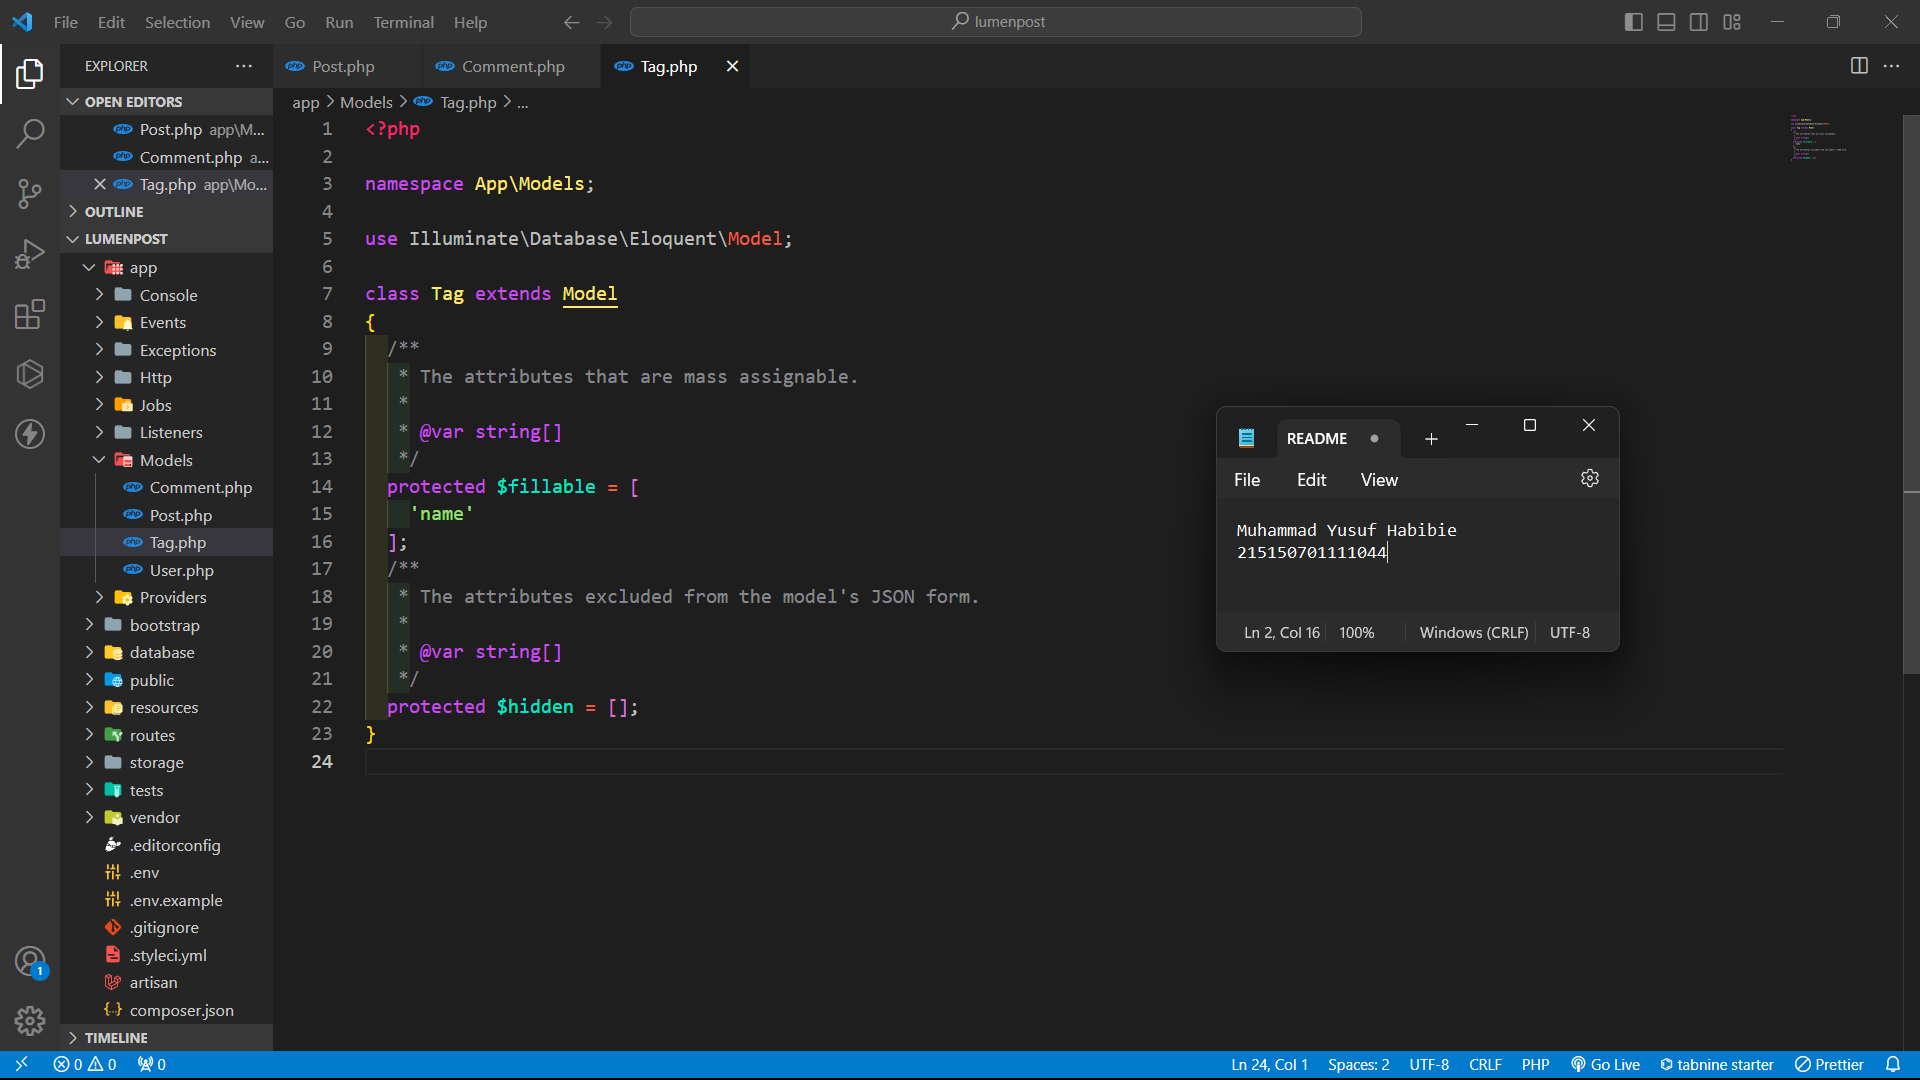 File Edit Selection View Go Run Terminal Help
lumenpost
EXPLORER
OPEN EDITORS
Post.php app\M...
Comment.php a...
Tag.php app\Mo...
OUTLINE
LUMENPOST
app
Console
Events
Exceptions
Http
Jobs
Listeners
Models
Comment.php
Post.php
Tag.php
User.php
Providers
bootstrap
database
public
resources
routes
storage
tests
vendor
.editorconfig
.env
.env.example
.gitignore
.styleci.yml
artisan
composer.json
TIMELINE
Post.php Comment.php Tag.php
app > Models > Tag.php > ...
1 <?php
2
3 namespace App\Models;
4
5 use Illuminate\Database\Eloquent\Model;
6
7 class Tag extends Model
8 {
9 /**
10 * The attributes that are mass assignable.
11 *
12 * @var string[]
13 */
14 protected $fillable = [
15 'name'
16 ];
17 /**
18 * The attributes excluded from the model's JSON form.
19 *
20 * @var string[]
21 */
22 protected $hidden = [];
23 }
24
README
File Edit View
Muhammad Yusuf Habibie
215150701111044
Ln 2, Col 16 100% Windows (CRLF) UTF-8
1
0 0 0 Ln 24, Col 1 Spaces: 2 UTF-8 CRLF PHP Go Live tabnine starter Prettier